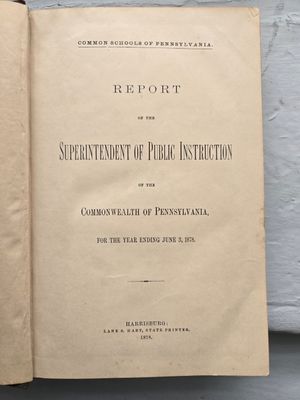 COMMON SCHOOLS OF PENNSYLVANIA.
REPORT
OF THE
SUPERINTENDENT OF PUBLIC INSTRUCTION
OF THE
COMMONWEALTH OF PENNSYLVANIA,
FOR THE YEAR ENDING JUNE 3, 1878.
HARRISBURG:
LANE S. HART, STATE PRINTER,
1878.